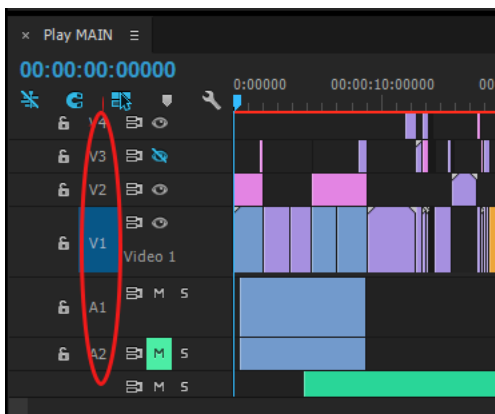 × Play MAIN ≡
00:00:00:00000
0:00000 00:00:10:00000 00
V4
V3
V2
V1
Video 1
A1 M S
A2 M S
M S